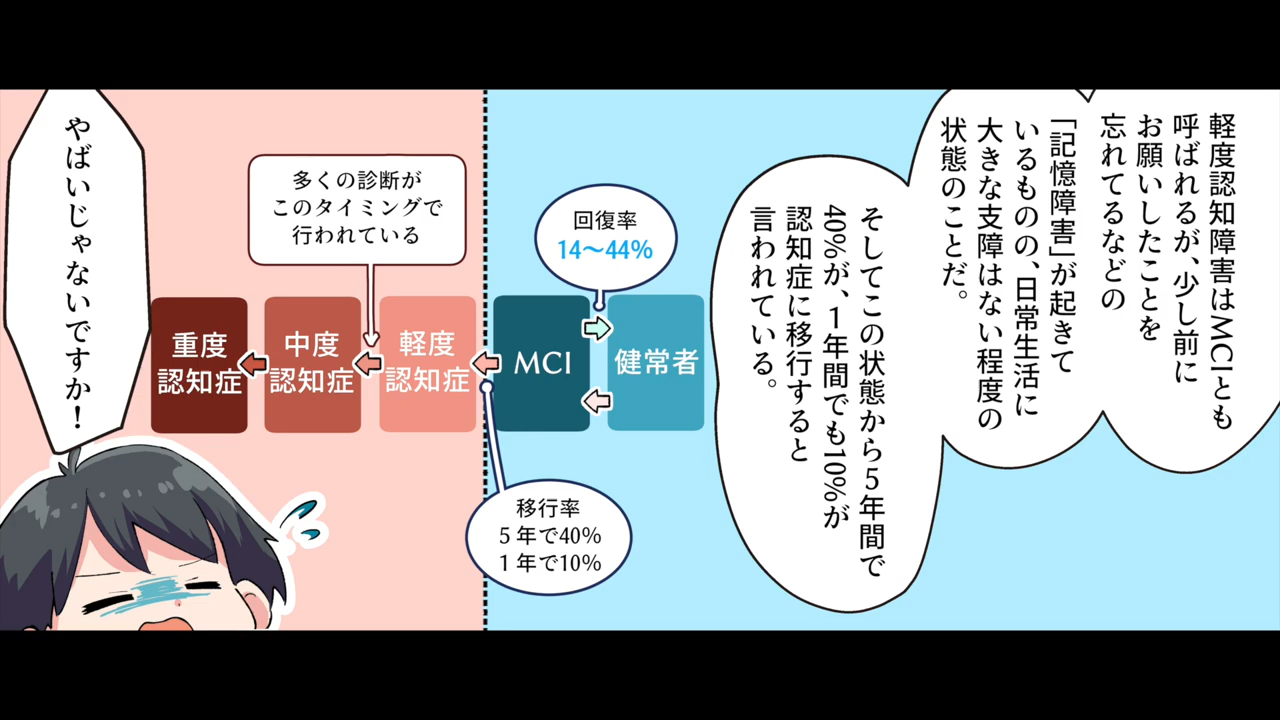 軽度認知障害はMCIとも
呼ばれるが、少し前に
お願いしたことを
忘れてるなどの
「記憶障害」が起きて
いるものの、日常生活に
大きな支障はない程度の
状態のことだ。
そしてこの状態から5年間で
40%が、1年間でも10%が
認知症に移行すると
言われている。
回復率
14〜44%
健常者
MCI
移行率
5年で40%
1年で10%
多くの診断が
このタイミングで
行われている
軽度
認知症
中度
認知症
重度
認知症
やばいじゃないですか!